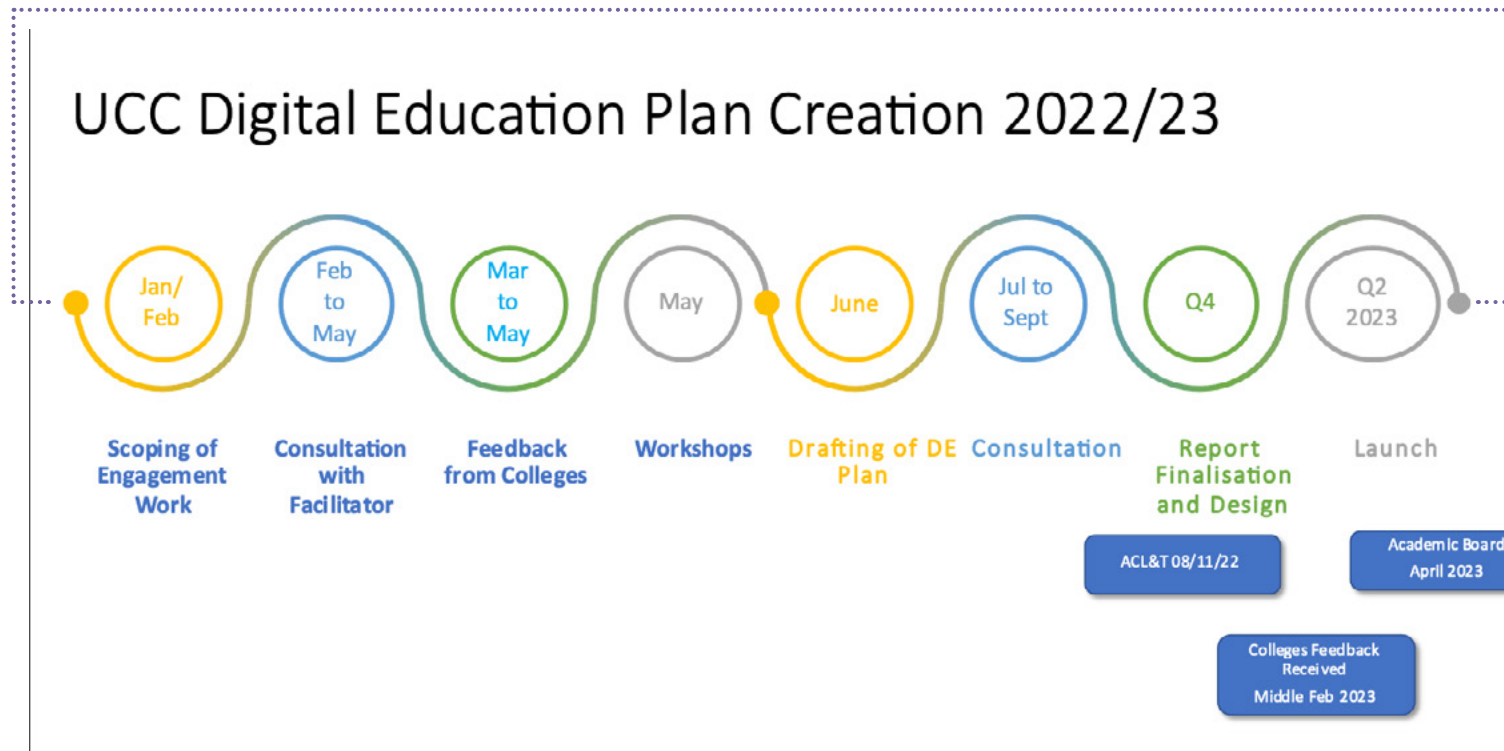 UCC Digital Education Plan Creation 2022/23
Jan/
Feb
Feb
to
May
Mar
to
May
May
June
Jul to
Sept
Q4
Q2
2023
Scoping of
Engagement
Work
Consultation
with
Facilitator
Feedback
from Colleges
Workshops
Drafting of DE
Plan
Consultation
Report
Finalisation
and Design
Launch
ACL&T 08/11/22
Academic Board
April 2023
Colleges Feedback
Received
Middle Feb 2023